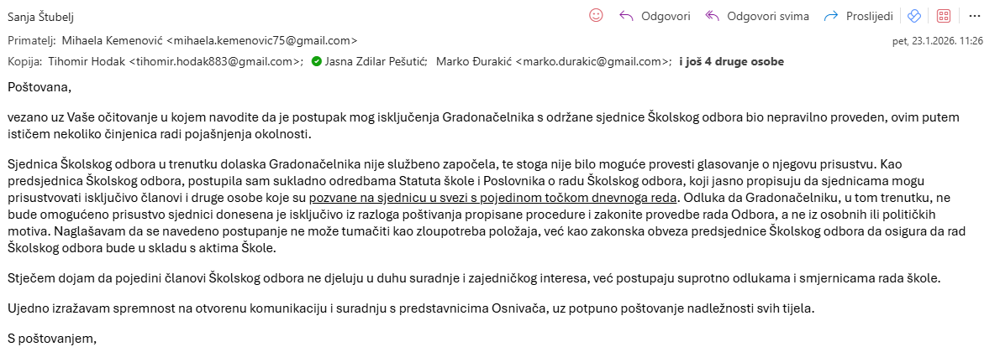 Sanja Štubelj
Odgovori
Odgovori svima
Proslijedi
Primatelj: Mihaela Kemenović <mihaela.kemenovic75@gmail.com>
pet, 23.1.2026. 11:26
Kopija: Tihomir Hodak <tihomir.hodak883@gmail.com>; Jasna Zdilar Pešutić; Marko Đurakić <marko.durakic@gmail.com>; i još 4 druge osobe
Poštovana,
vezano uz Vaše očitovanje u kojem navodite da je postupak mog isključenja Gradonačelnika s održane sjednice Školskog odbora bio nepravilno proveden, ovim putem
ističem nekoliko činjenica radi pojašnjenja okolnosti.
Sjednica Školskog odbora u trenutku dolaska Gradonačelnika nije službeno započela, te stoga nije bilo moguće provesti glasovanje o njegovu prisustvu. Kao
predsjednica Školskog odbora, postupila sam sukladno odredbama Statuta škole i Poslovnika o radu Školskog odbora, koji jasno propisuju da sjednicama mogu
prisustvovati isključivo članovi i druge osobe koje su pozvane na sjednicu u svezi s pojedinom točkom dnevnoga reda. Odluka da Gradonačelniku, u tom trenutku, ne
bude omogućeno prisustvo sjednici donesena je isključivo iz razloga poštivanja propisane procedure i zakonite provedbe rada Odbora, a ne iz osobnih ili političkih
motiva. Naglašavam da se navedeno postupanje ne može tumačiti kao zloupotreba položaja, već kao zakonska obveza predsjednice Školskog odbora da osigura da rad
Školskog odbora bude u skladu s aktima Škole.
Stječem dojam da pojedini članovi Školskog odbora ne djeluju u duhu suradnje i zajedničkog interesa, već postupaju suprotno odlukama i smjernicama rada škole.
Ujedno izražavam spremnost na otvorenu komunikaciju i suradnju s predstavnicima Osnivača, uz potpuno poštovanje nadležnosti svih tijela.
S poštovanjem,